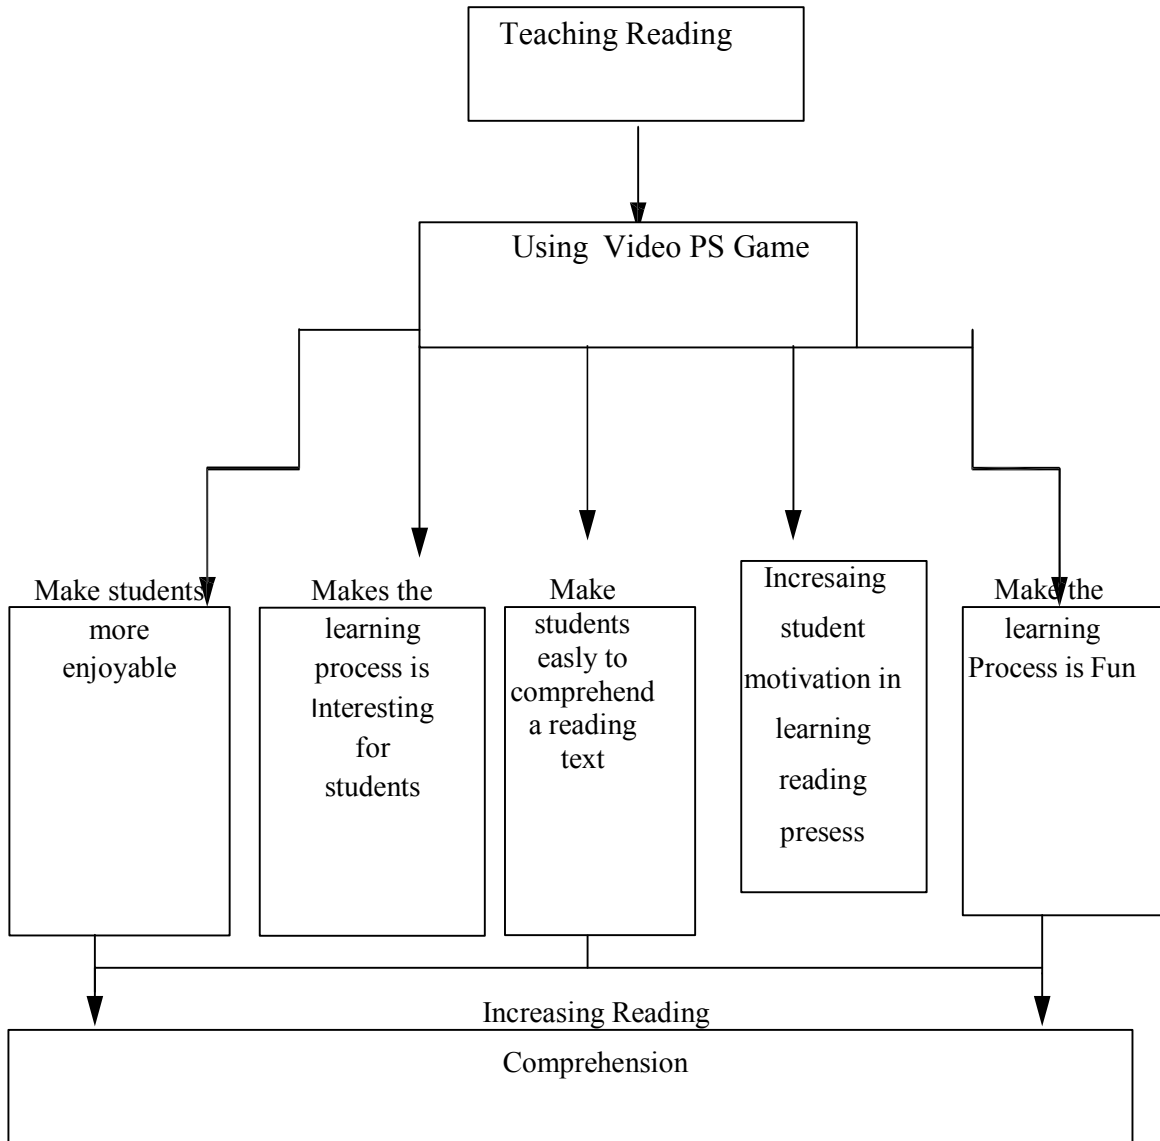 Teaching Reading
Using Video PS Game
Make students
more
enjoyable
Makes the
learning
process is
Interesting
for
students
Make
students
easly to
comprehend
a reading
text
Incresaing
student
motivation in
learning
reading
presess
Make the
learning
Process is Fun
Increasing Reading
Comprehension